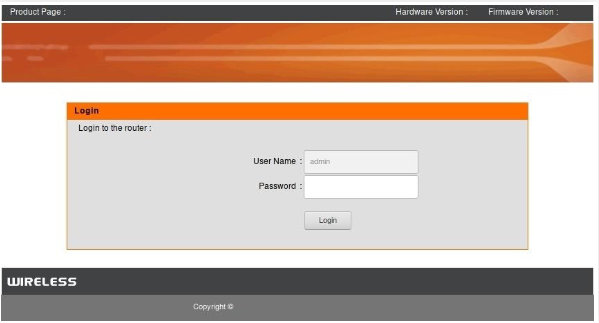 Product Page :
Hardware Version : Firmware Version :
Login
Login to the router :
User Name : admin
Password :
Login
WIRELESS
Copyright ©